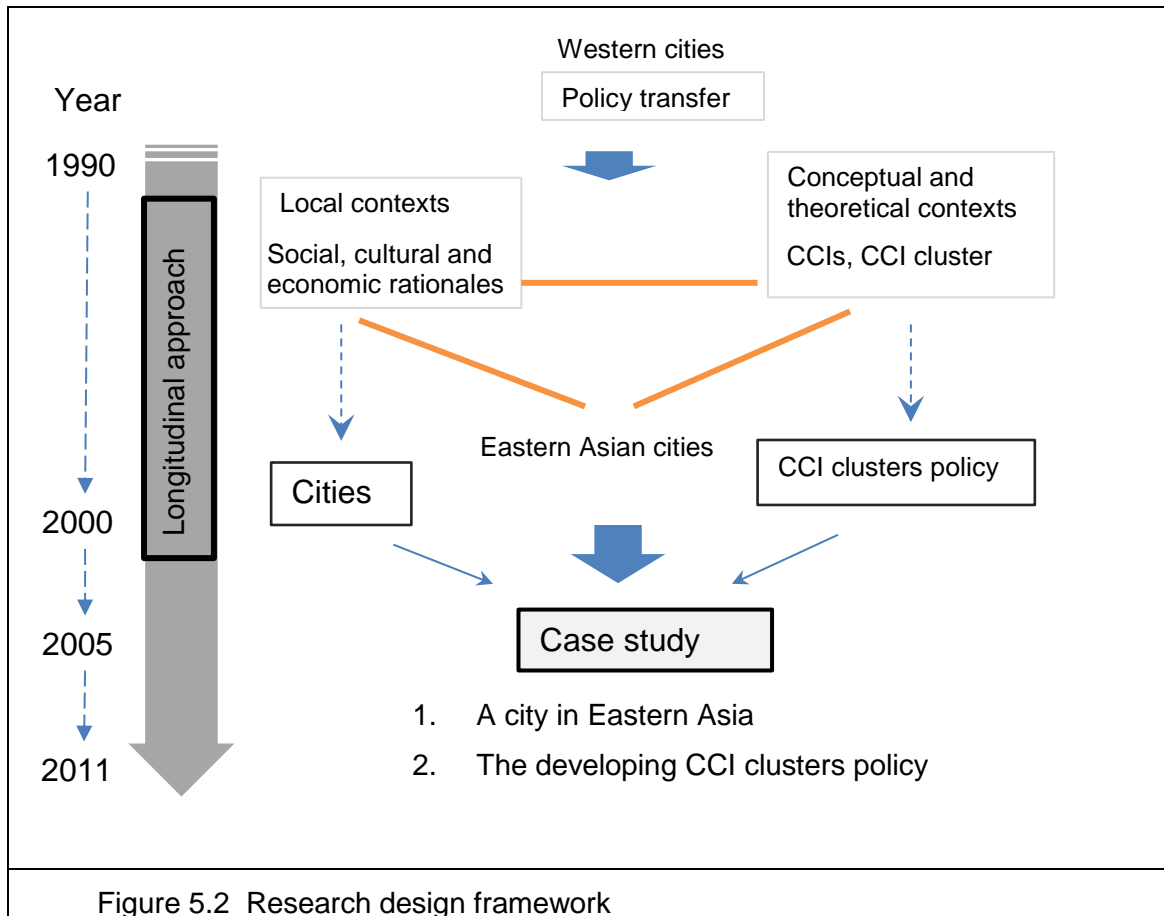 Western cities
Policy transfer
Year
1990
2000
2005
2011
Longitudinal approach
Local contexts
Social, cultural and
economic rationales
Conceptual and
theoretical contexts
CCIs, CCI cluster
Eastern Asian cities
Cities
CCI clusters policy
Case study
1. A city in Eastern Asia
2. The developing CCI clusters policy
Figure 5.2 Research design framework